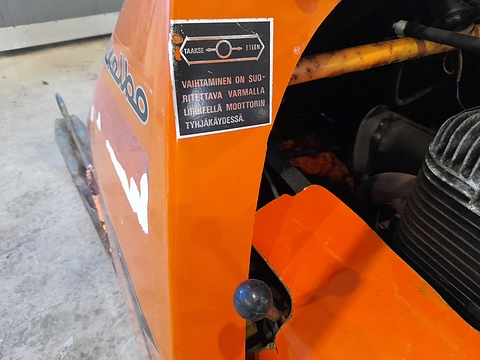 TAAKSE ETEEN
VAIHTAMINEN ON SUO-
RITETTAVA VARMALLA
LIIKKEELLÄ MOOTTORIN
TYHJÄKÄYDESSÄ.